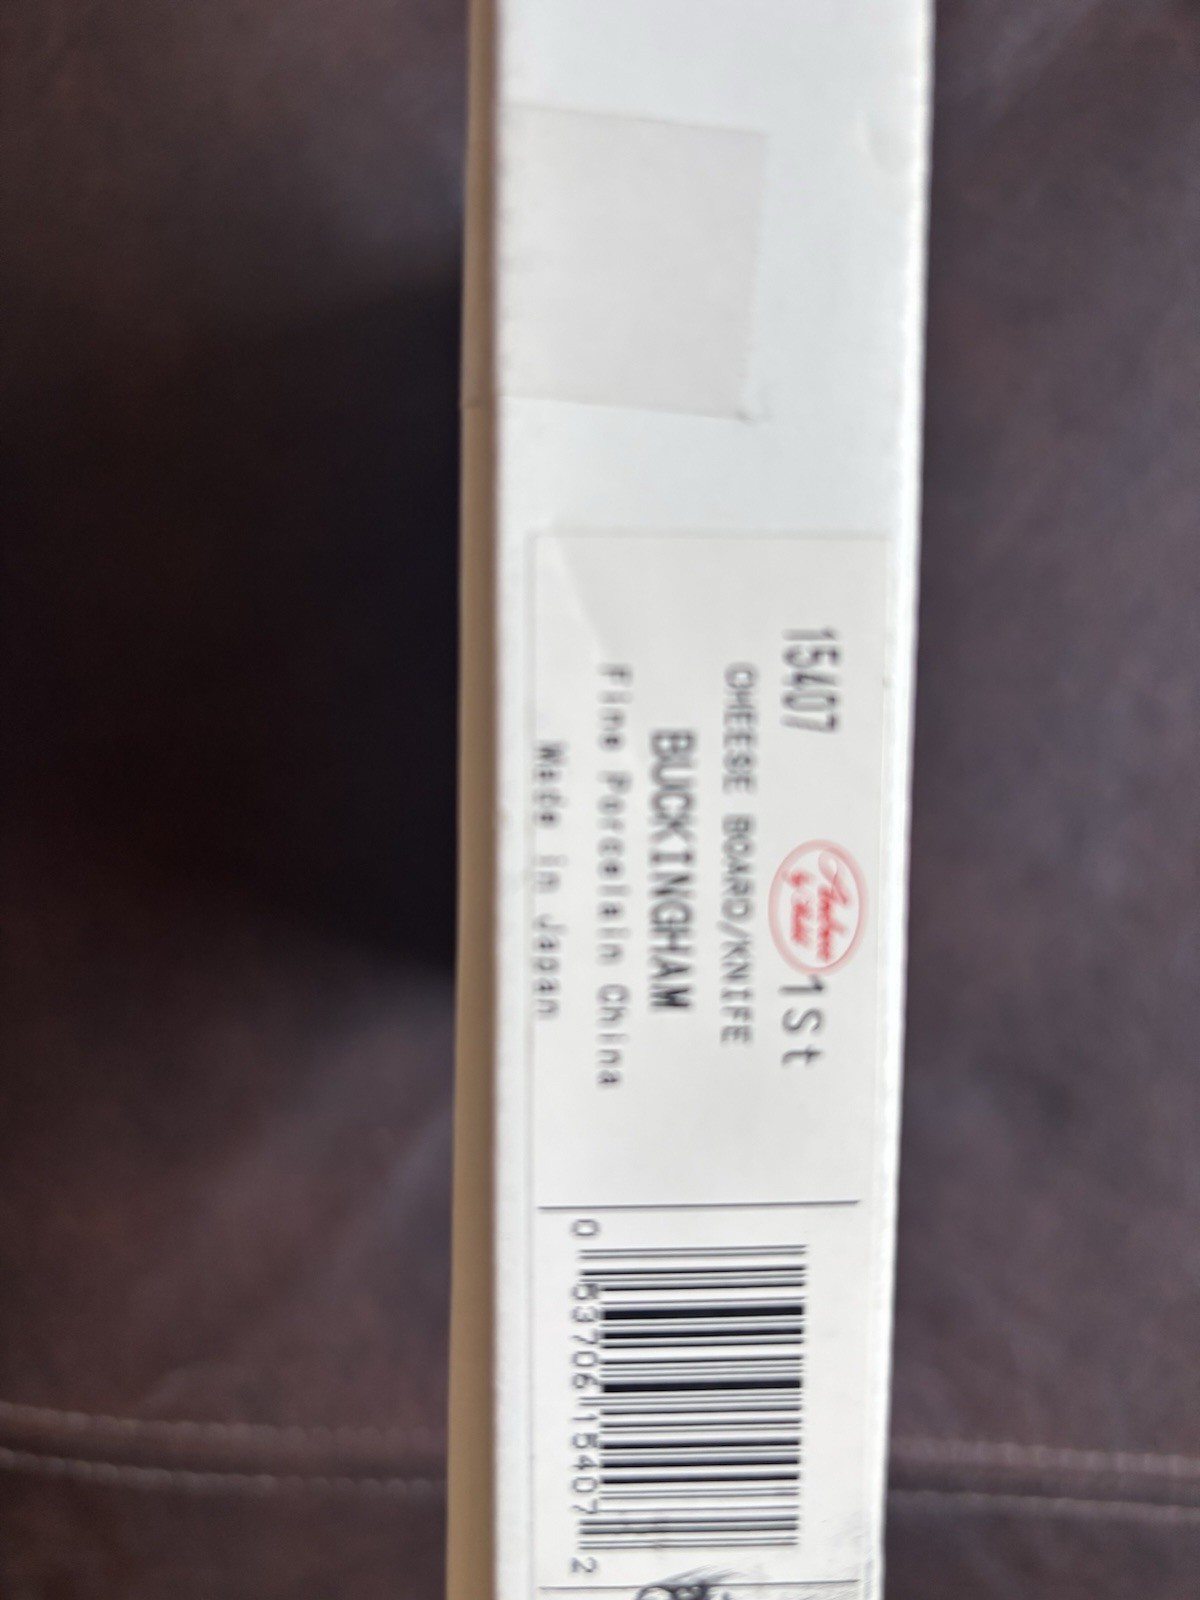 15407 1St
CHEESE BOARD/KNIFE
BUCKINGHAM
Fine Porcelain China
Made in Japan
0 53706 15407 2